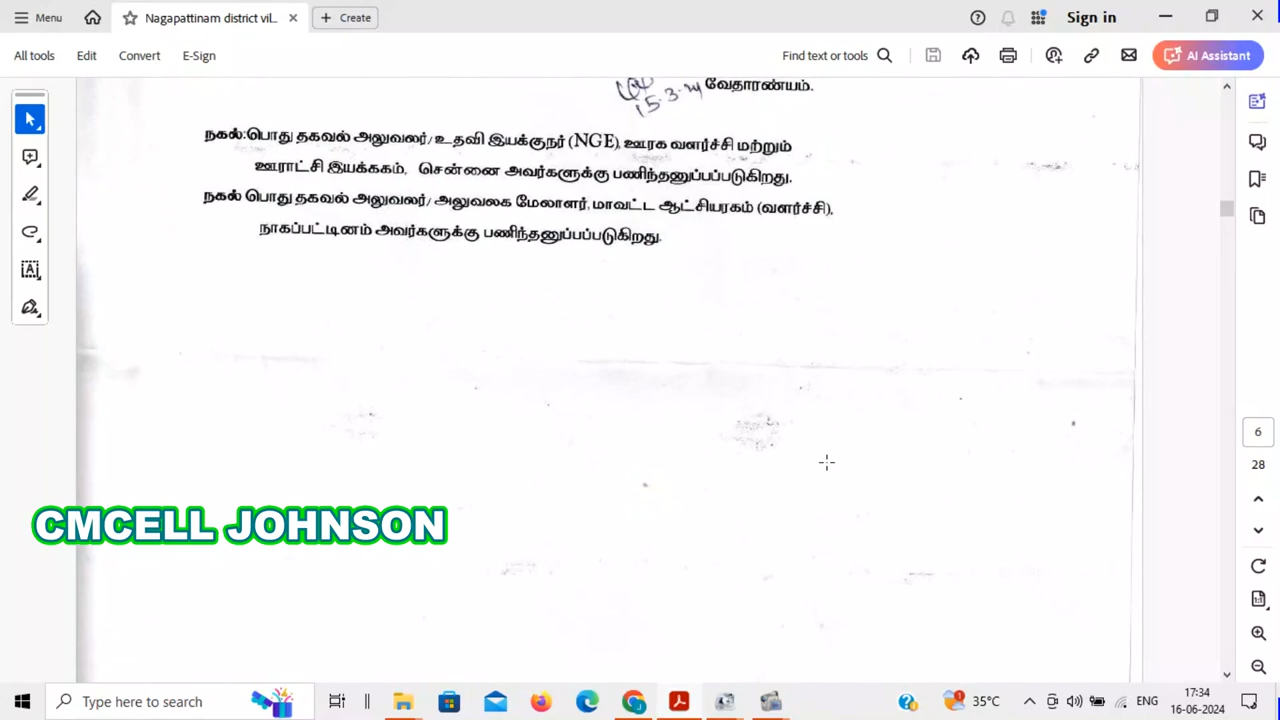 Menu
Nagapattinam district vil...
Create
Sign in
All tools
Edit
Convert
E-Sign
Find text or tools
AI Assistant
15.3.24 வேதாரண்யம்.
நகல்:பொது தகவல் அலுவலர்/உதவி இயக்குநர் (NGE), ஊரக வளர்ச்சி மற்றும்
ஊராட்சி இயக்ககம், சென்னை அவர்களுக்கு பணிந்தனுப்பப்படுகிறது.
நகல் பொது தகவல் அலுவலர்/ அலுவலக மேலாளர், மாவட்ட ஆட்சியரகம் (வளர்ச்சி),
நாகப்பட்டினம் அவர்களுக்கு பணிந்தனுப்பப்படுகிறது.
6
28
CMCELL JOHNSON
Type here to search
35°C
ENG
17:34
16-06-2024